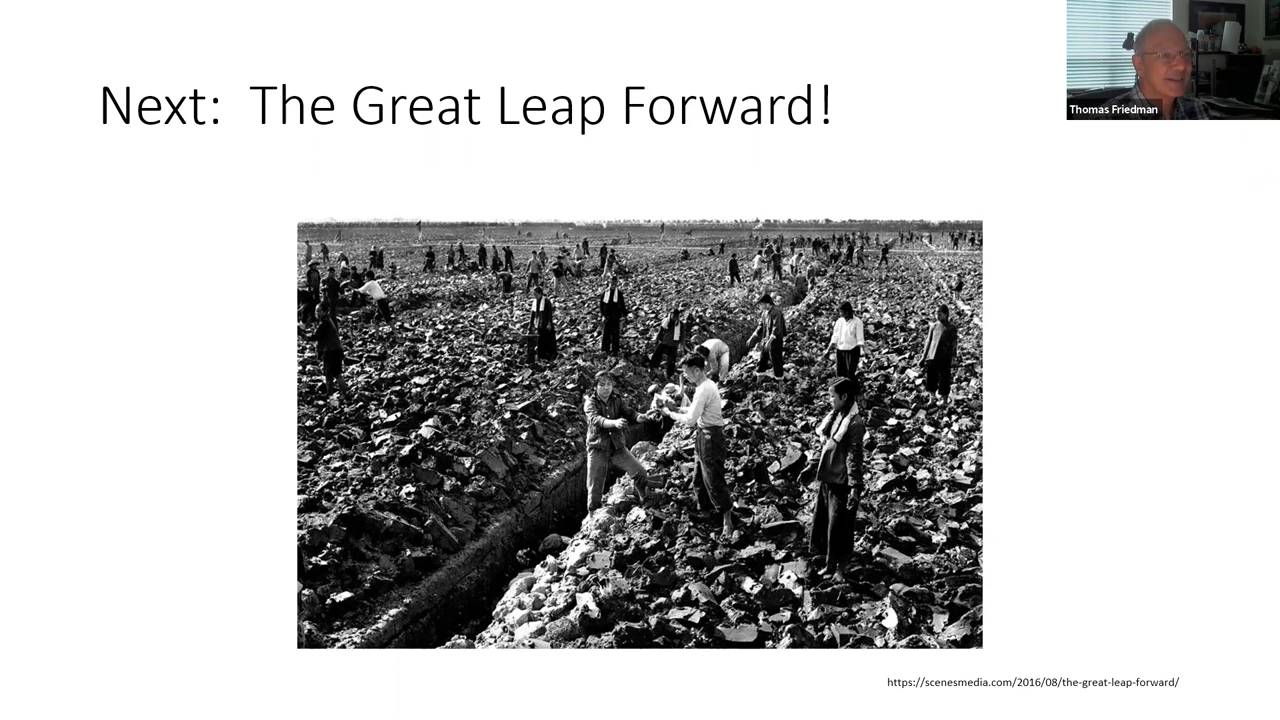 Next:  The Great Leap Forward!
Thomas Friedman
https://scenesmedia.com/2016/08/the-great-leap-forward/